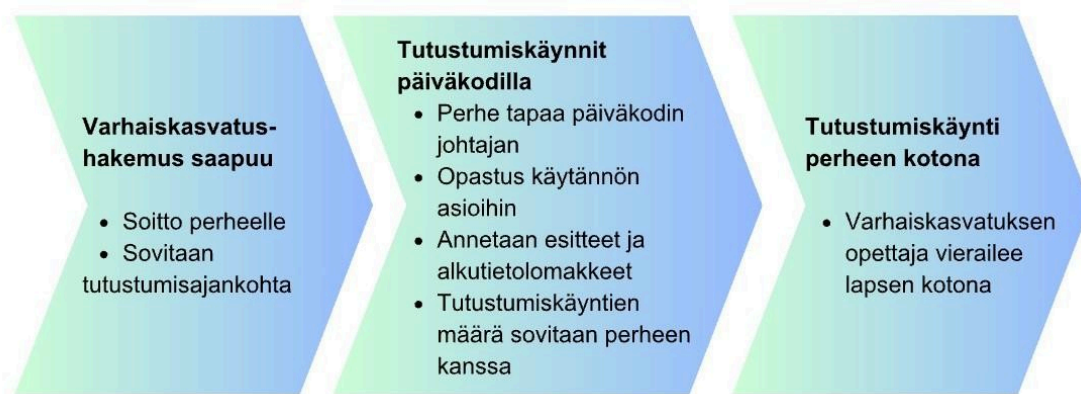 Varhaiskasvatus-
hakemus saapuu
• Soitto perheelle
• Sovitaan
tutustumisajankohta
Tutustumiskäynnit
päiväkodilla
• Perhe tapaa päiväkodin
johtajan
• Opastus käytännön
asioihin
• Annetaan esitteet ja
alkutietolomakkeet
• Tutustumiskäyntien
määrä sovitaan perheen
kanssa
Tutustumiskäynti
perheen kotona
• Varhaiskasvatuksen
opettaja vierailee
lapsen kotona